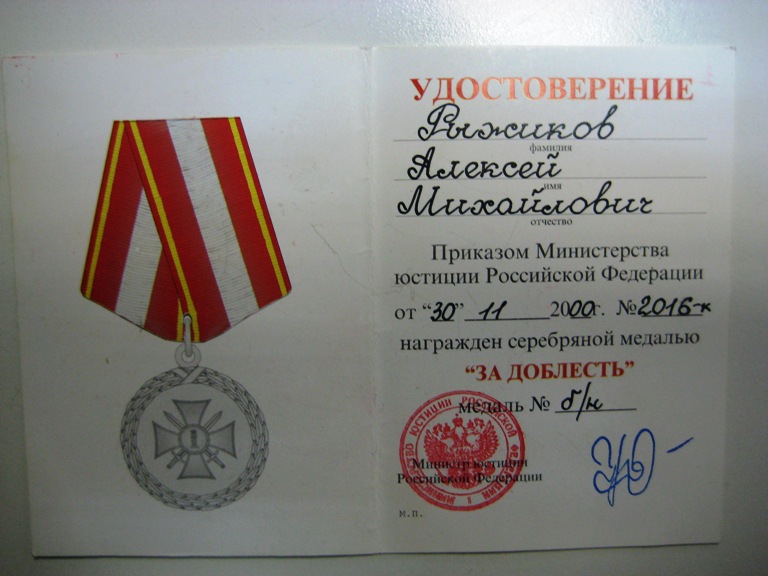 УДОСТОВЕРЕНИЕ
Рыжиков
фамилия
Алексей
имя
Михайлович
отчество
Приказом Министерства
юстиции Российской Федерации
от “30” 11 2000г. №2016-к
награжден серебряной медалью
“ЗА ДОБЛЕСТЬ”
медаль № б/н
Министр юстиции
Российской Федерации
М.П.